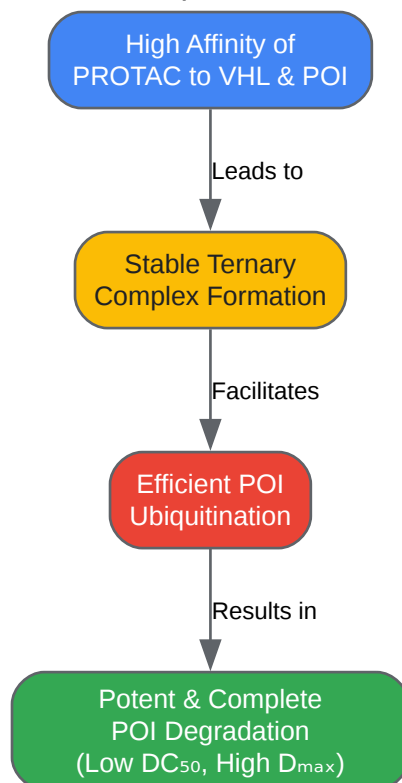 High Affinity of
PROTAC to VHL & POI
Leads to
Stable Ternary
Complex Formation
Facilitates
Efficient POI
Ubiquitination
Results in
Potent & Complete
POI Degradation
(Low DC₅₀, High Dₘₐₓ)